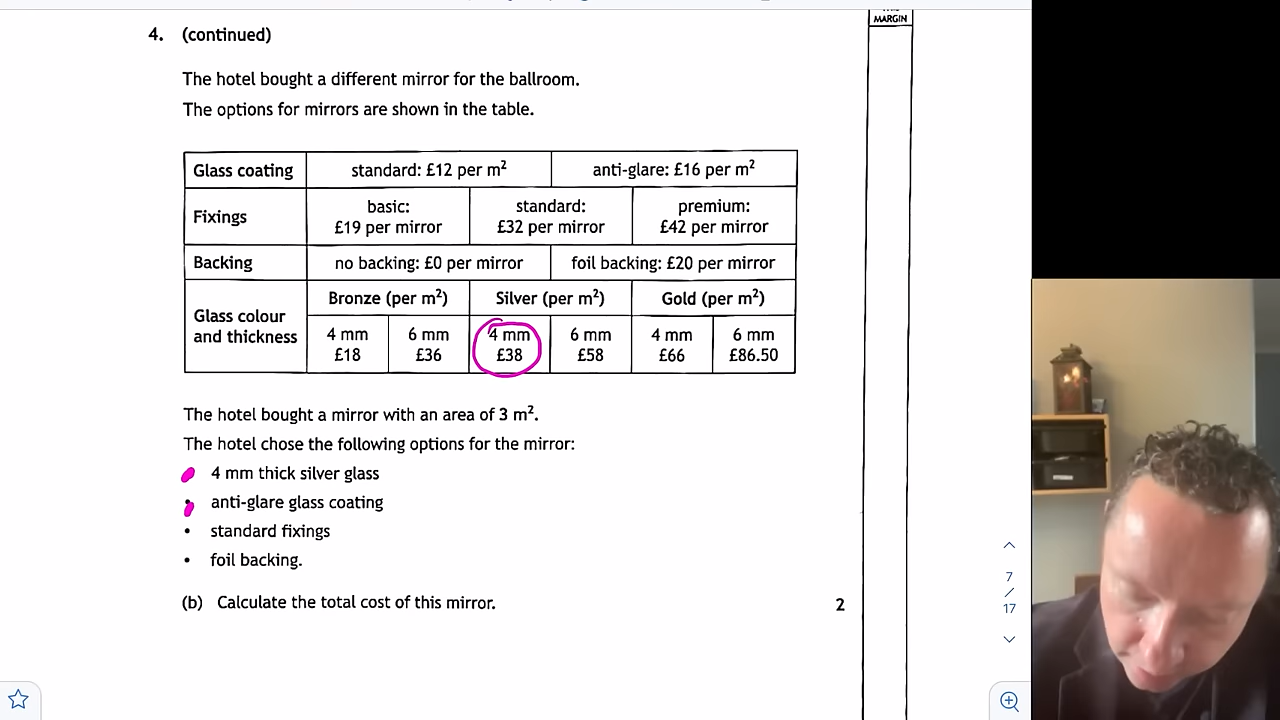 MARGIN
4. (continued)
The hotel bought a different mirror for the ballroom.
The options for mirrors are shown in the table.
Glass coating standard: £12 per m² anti-glare: £16 per m²
Fixings basic: £19 per mirror standard: £32 per mirror premium: £42 per mirror
Backing no backing: £0 per mirror foil backing: £20 per mirror
Glass colour and thickness Bronze (per m²) Silver (per m²) Gold (per m²)
4 mm £18 6 mm £36 4 mm £38 6 mm £58 4 mm £66 6 mm £86.50
The hotel bought a mirror with an area of 3 m².
The hotel chose the following options for the mirror:
4 mm thick silver glass
• anti-glare glass coating
• standard fixings
• foil backing.
(b) Calculate the total cost of this mirror. 2
7
/
17